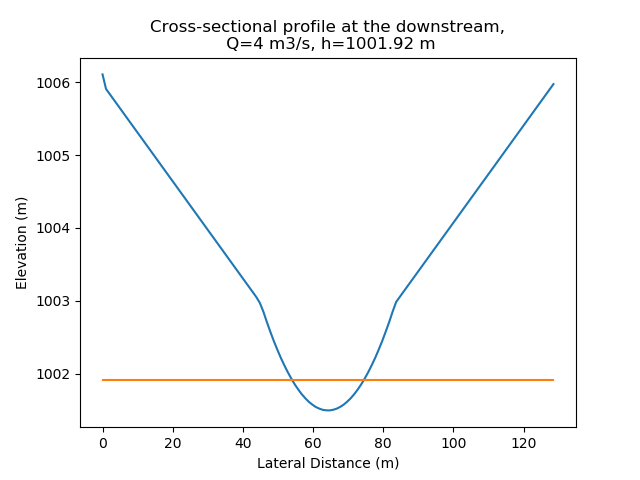 Cross-sectional profile at the downstream,
Q=4 m3/s, h=1001.92 m
Elevation (m)
1006
1005
1004
1003
1002
0 20 40 60 80 100 120
Lateral Distance (m)